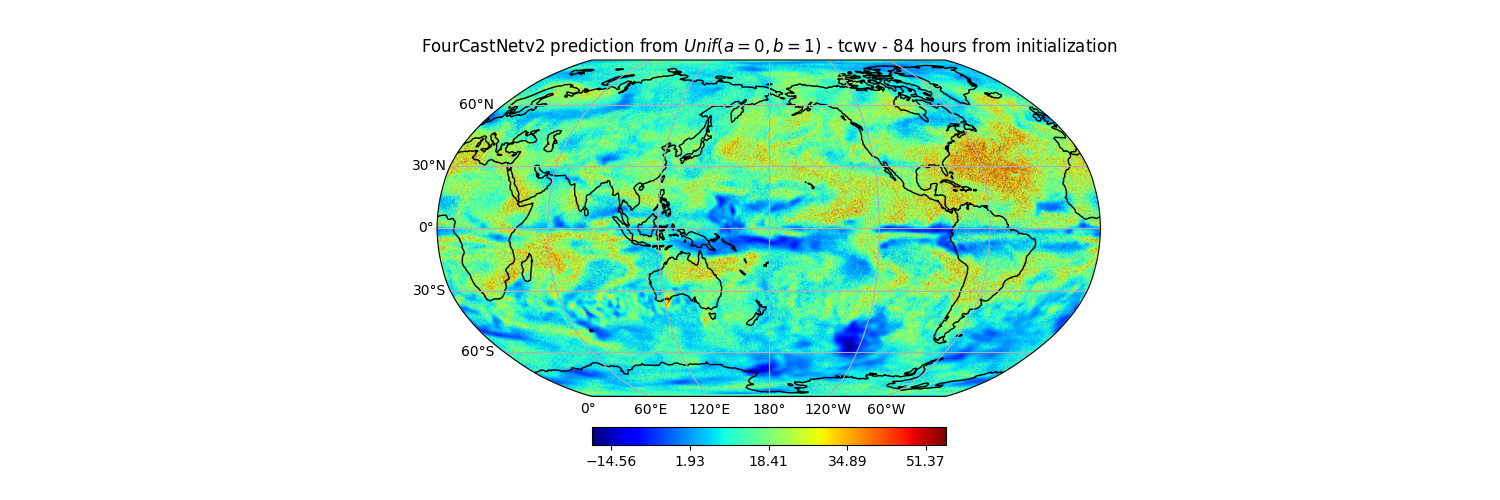 FourCastNetv2 prediction from Unif(a = 0, b = 1) - tcwv - 84 hours from initialization
60°N
30°N
0°
30°S
60°S
0° 60°E 120°E 180° 120°W 60°W
−14.56 1.93 18.41 34.89 51.37